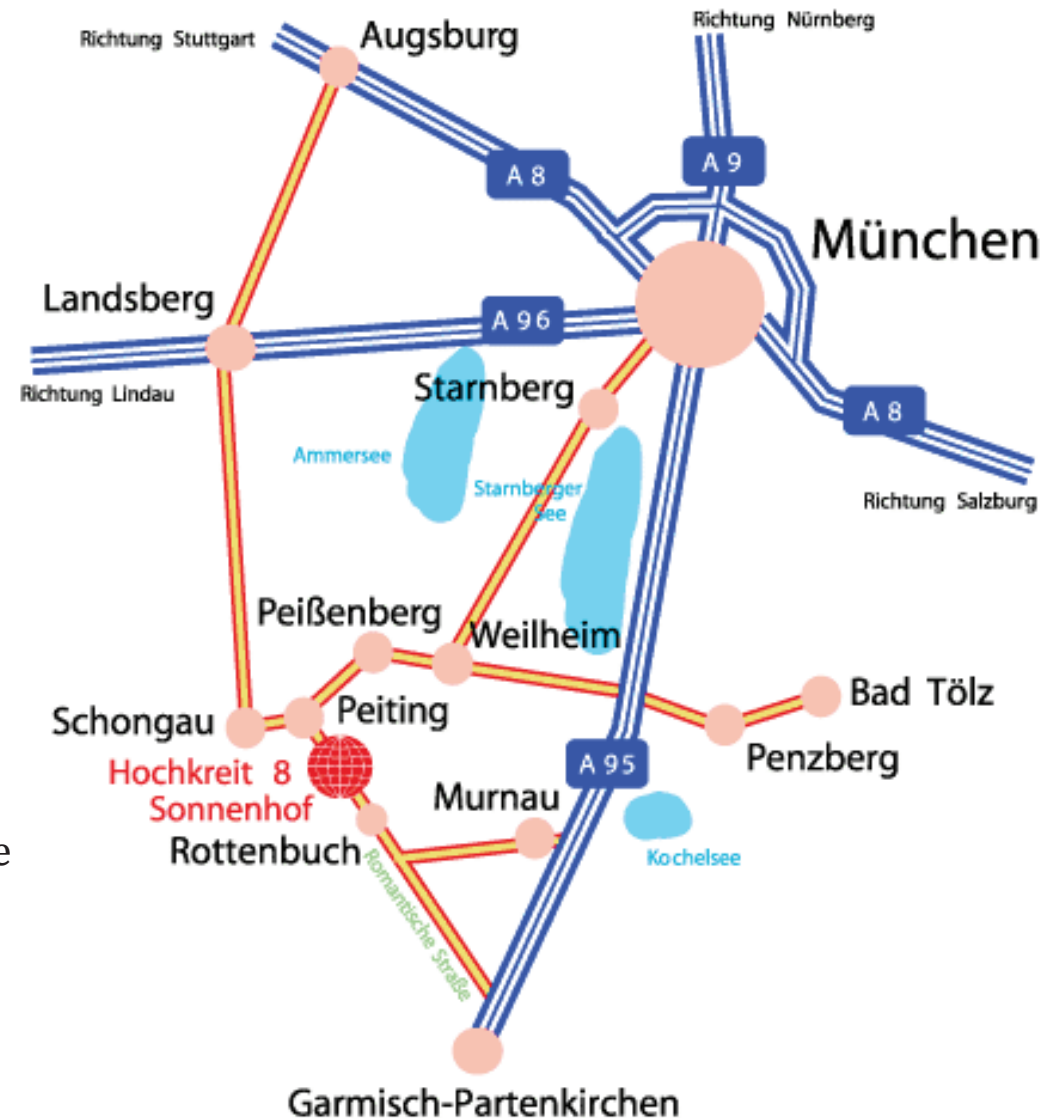 Richtung Nürnberg
Richtung Stuttgart
Augsburg
A 9
A 8
München
Landsberg
A 96
Richtung Lindau
Starnberg
A 8
Ammersee
Starnberger
See
Richtung Salzburg
Peißenberg
Weilheim
Bad Tölz
Schongau
Peiting
Penzberg
Hochkreit 8
Sonnenhof
A 95
Murnau
Rottenbuch
e
Kochelsee
Romantische Straße
Garmisch-Partenkirchen